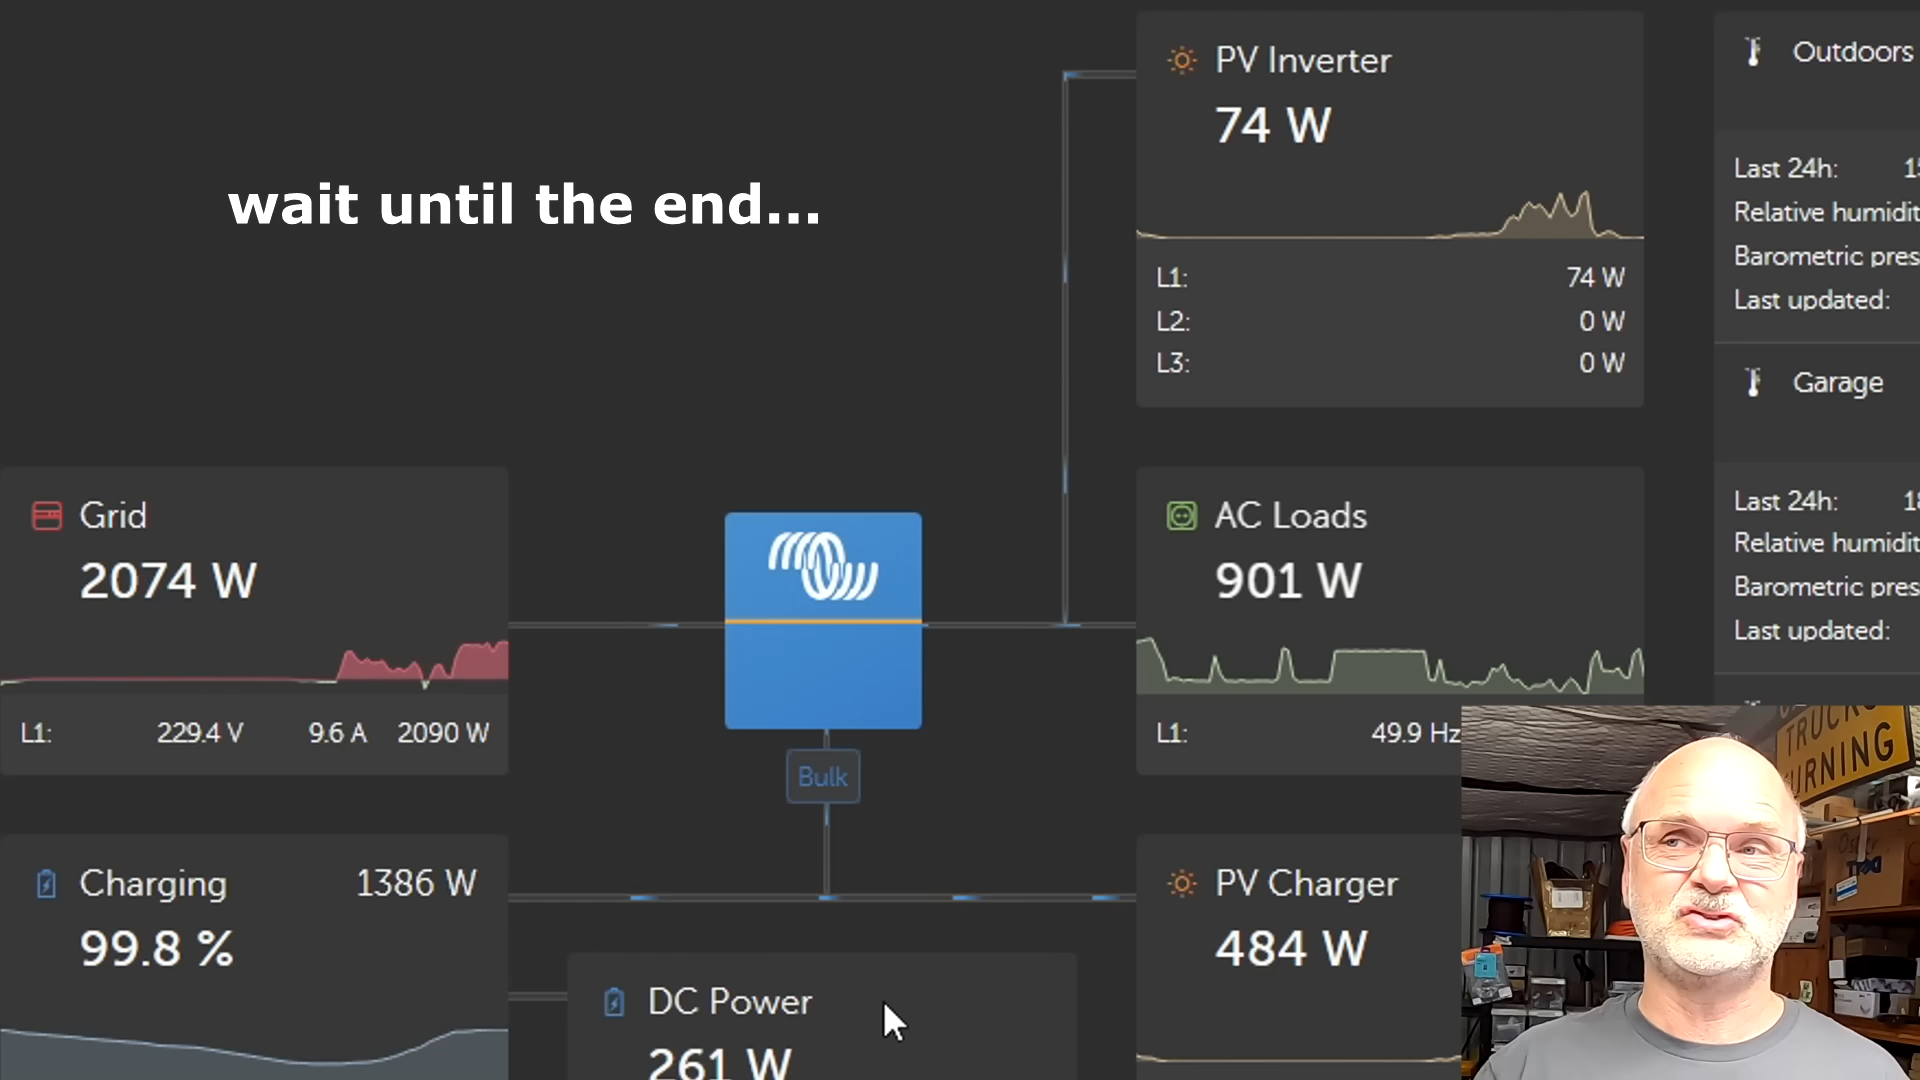 PV Inverter
74 W
L1: 74 W
L2: 0 W
L3: 0 W
Outdoors
Last 24h:
Relative humidit
Barometric pres
Last updated:
wait until the end...
Grid
2074 W
L1: 229.4 V 9.6 A 2090 W
Bulk
AC Loads
901 W
L1: 49.9 Hz
Garage
Last 24h:
Relative humidit
Barometric pres
Last updated:
Charging 1386 W
99.8 %
DC Power
261 W
PV Charger
484 W
TRUCKS
URNING